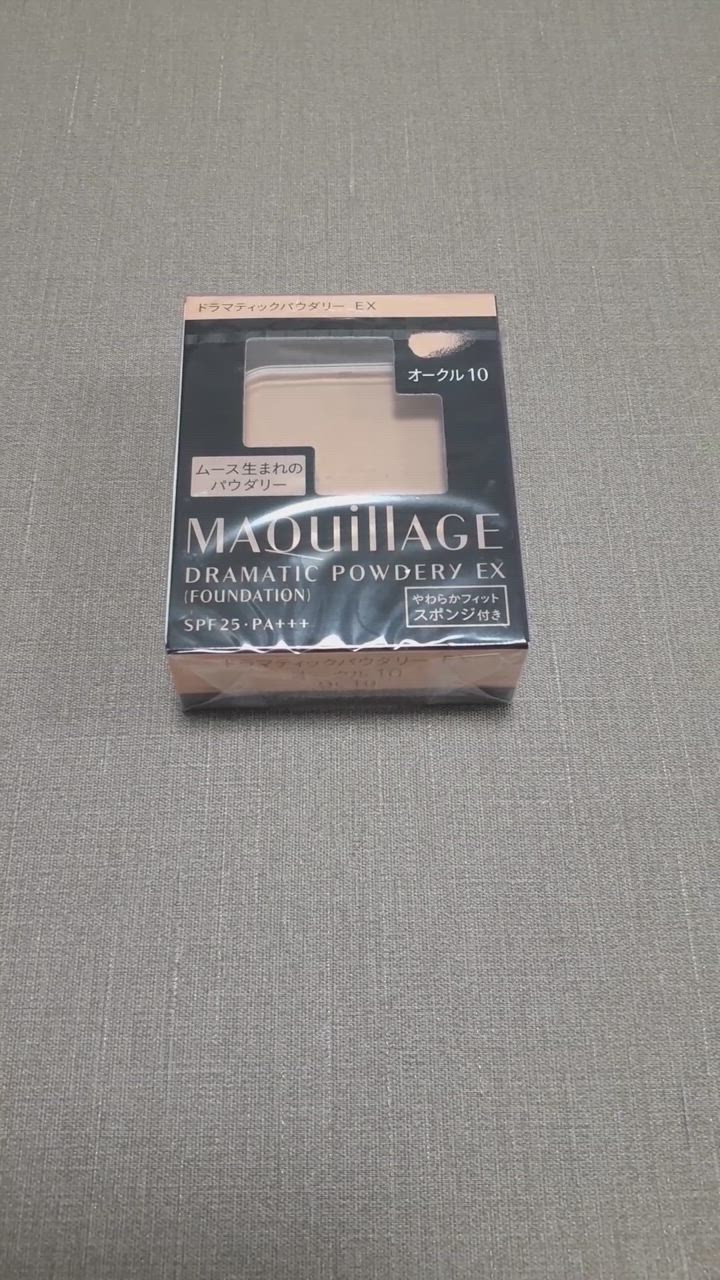 ドラマティックパウダリー EX
オークル10
ムース生まれの
パウダリー
MAQuillAGE
DRAMATIC POWDERY EX
(FOUNDATION)
SPF25・PA+++
やわらかフィット
スポンジ付き
ドラマティックパウダリー EX
オークル10
OC 10